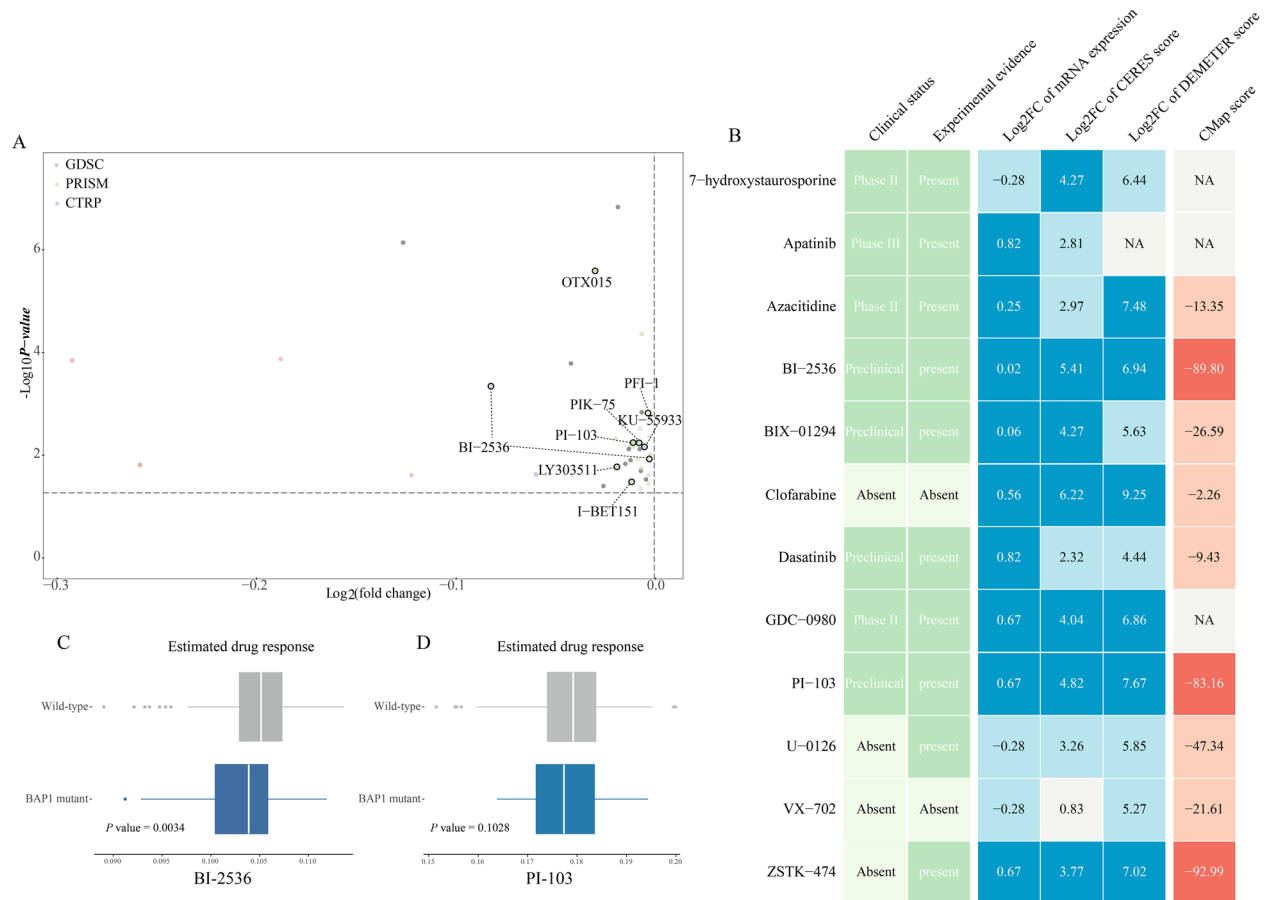 A
GDSC
PRISM
CTRP
6
4
2
0
-Log10P−value
OTX015
PFI−1
PIK−75
KU−55933
PI−103
BI−2536
LY303511
I−BET151
−0.3
−0.2
−0.1
0.0
Log2(fold change)
B
Clinical status
Experimental evidence
Log2FC of mRNA expression
Log2FC of CERES score
Log2FC of DEMETER score
CMap score
7−hydroxystaurosporine Phase II Present −0.28 4.27 6.44 NA
Apatinib Phase III Present 0.82 2.81 NA NA
Azacitidine Phase II Present 0.25 2.97 7.48 −13.35
BI−2536 Preclinical present 0.02 5.41 6.94 −89.80
BIX−01294 Preclinical present 0.06 4.27 5.63 −26.59
Clofarabine Absent Absent 0.56 6.22 9.25 −2.26
Dasatinib Preclinical present 0.82 2.32 4.44 −9.43
GDC−0980 Phase II Present 0.67 4.04 6.86 NA
PI−103 Preclinical present 0.67 4.82 7.67 −83.16
U−0126 Absent present −0.28 3.26 5.85 −47.34
VX−702 Absent Absent −0.28 0.83 5.27 −21.61
ZSTK−474 Absent present 0.67 3.77 7.02 −92.99
C
Estimated drug response
Wild−type
BAP1 mutant
P value = 0.0034
0.090 0.095 0.100 0.105 0.110
BI-2536
D
Estimated drug response
Wild−type
BAP1 mutant
P value = 0.1028
0.15 0.16 0.17 0.18 0.19 0.20
PI-103